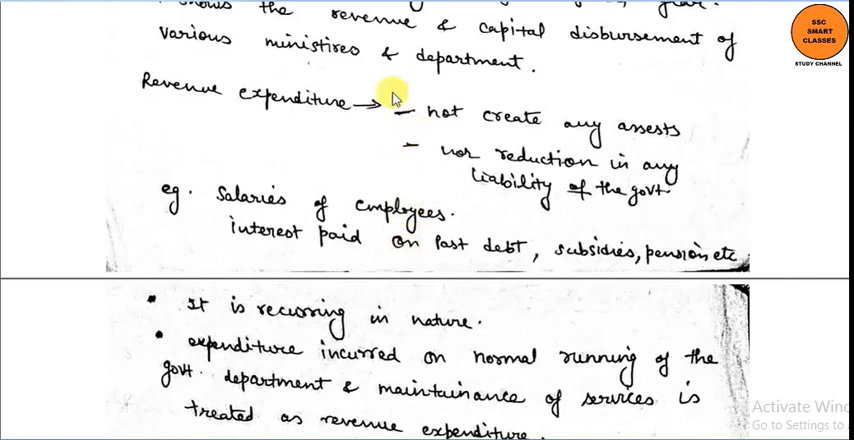 shows the
revenue & capital disbursement of
various ministires & department.
Revenue expenditure → - not create any assests
- nor reduction in any
liability of the govt.
eg. Salaries of employees.
interest paid on Past debt, subsidies, pension etc
• It is recurring in nature.
• expenditure incurred on normal running of the
govt. department & maintainance of services is
treated as revenue expenditure.
SSC
SMART
CLASSES
STUDY CHANNEL
Activate Wind
Go to Settings to